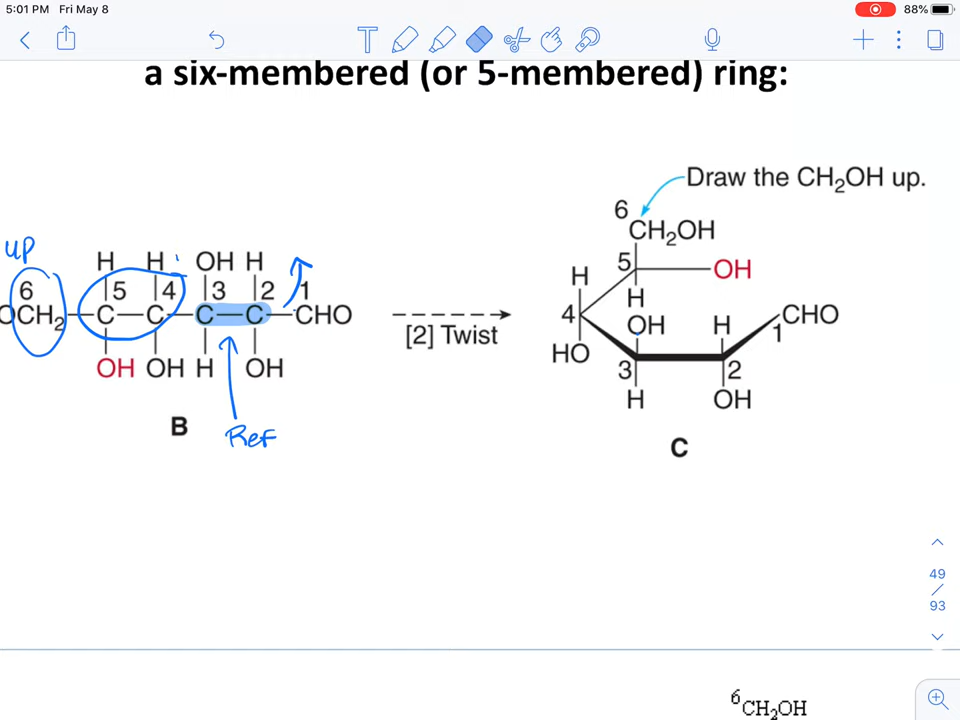 5:01 PM Fri May 8
88%
T
a six-membered (or 5-membered) ring:
Draw the CH2OH up.
up
6
CH2OH
H H OH H
5
OH
6 5 4 3 2 1
H
H
OCH2—C—C—C—C—CHO
[2] Twist
4
OH H CHO
1
HO
OH OH H OH
3 2
H OH
B
Ref
C
49
/
93
6
CH2OH